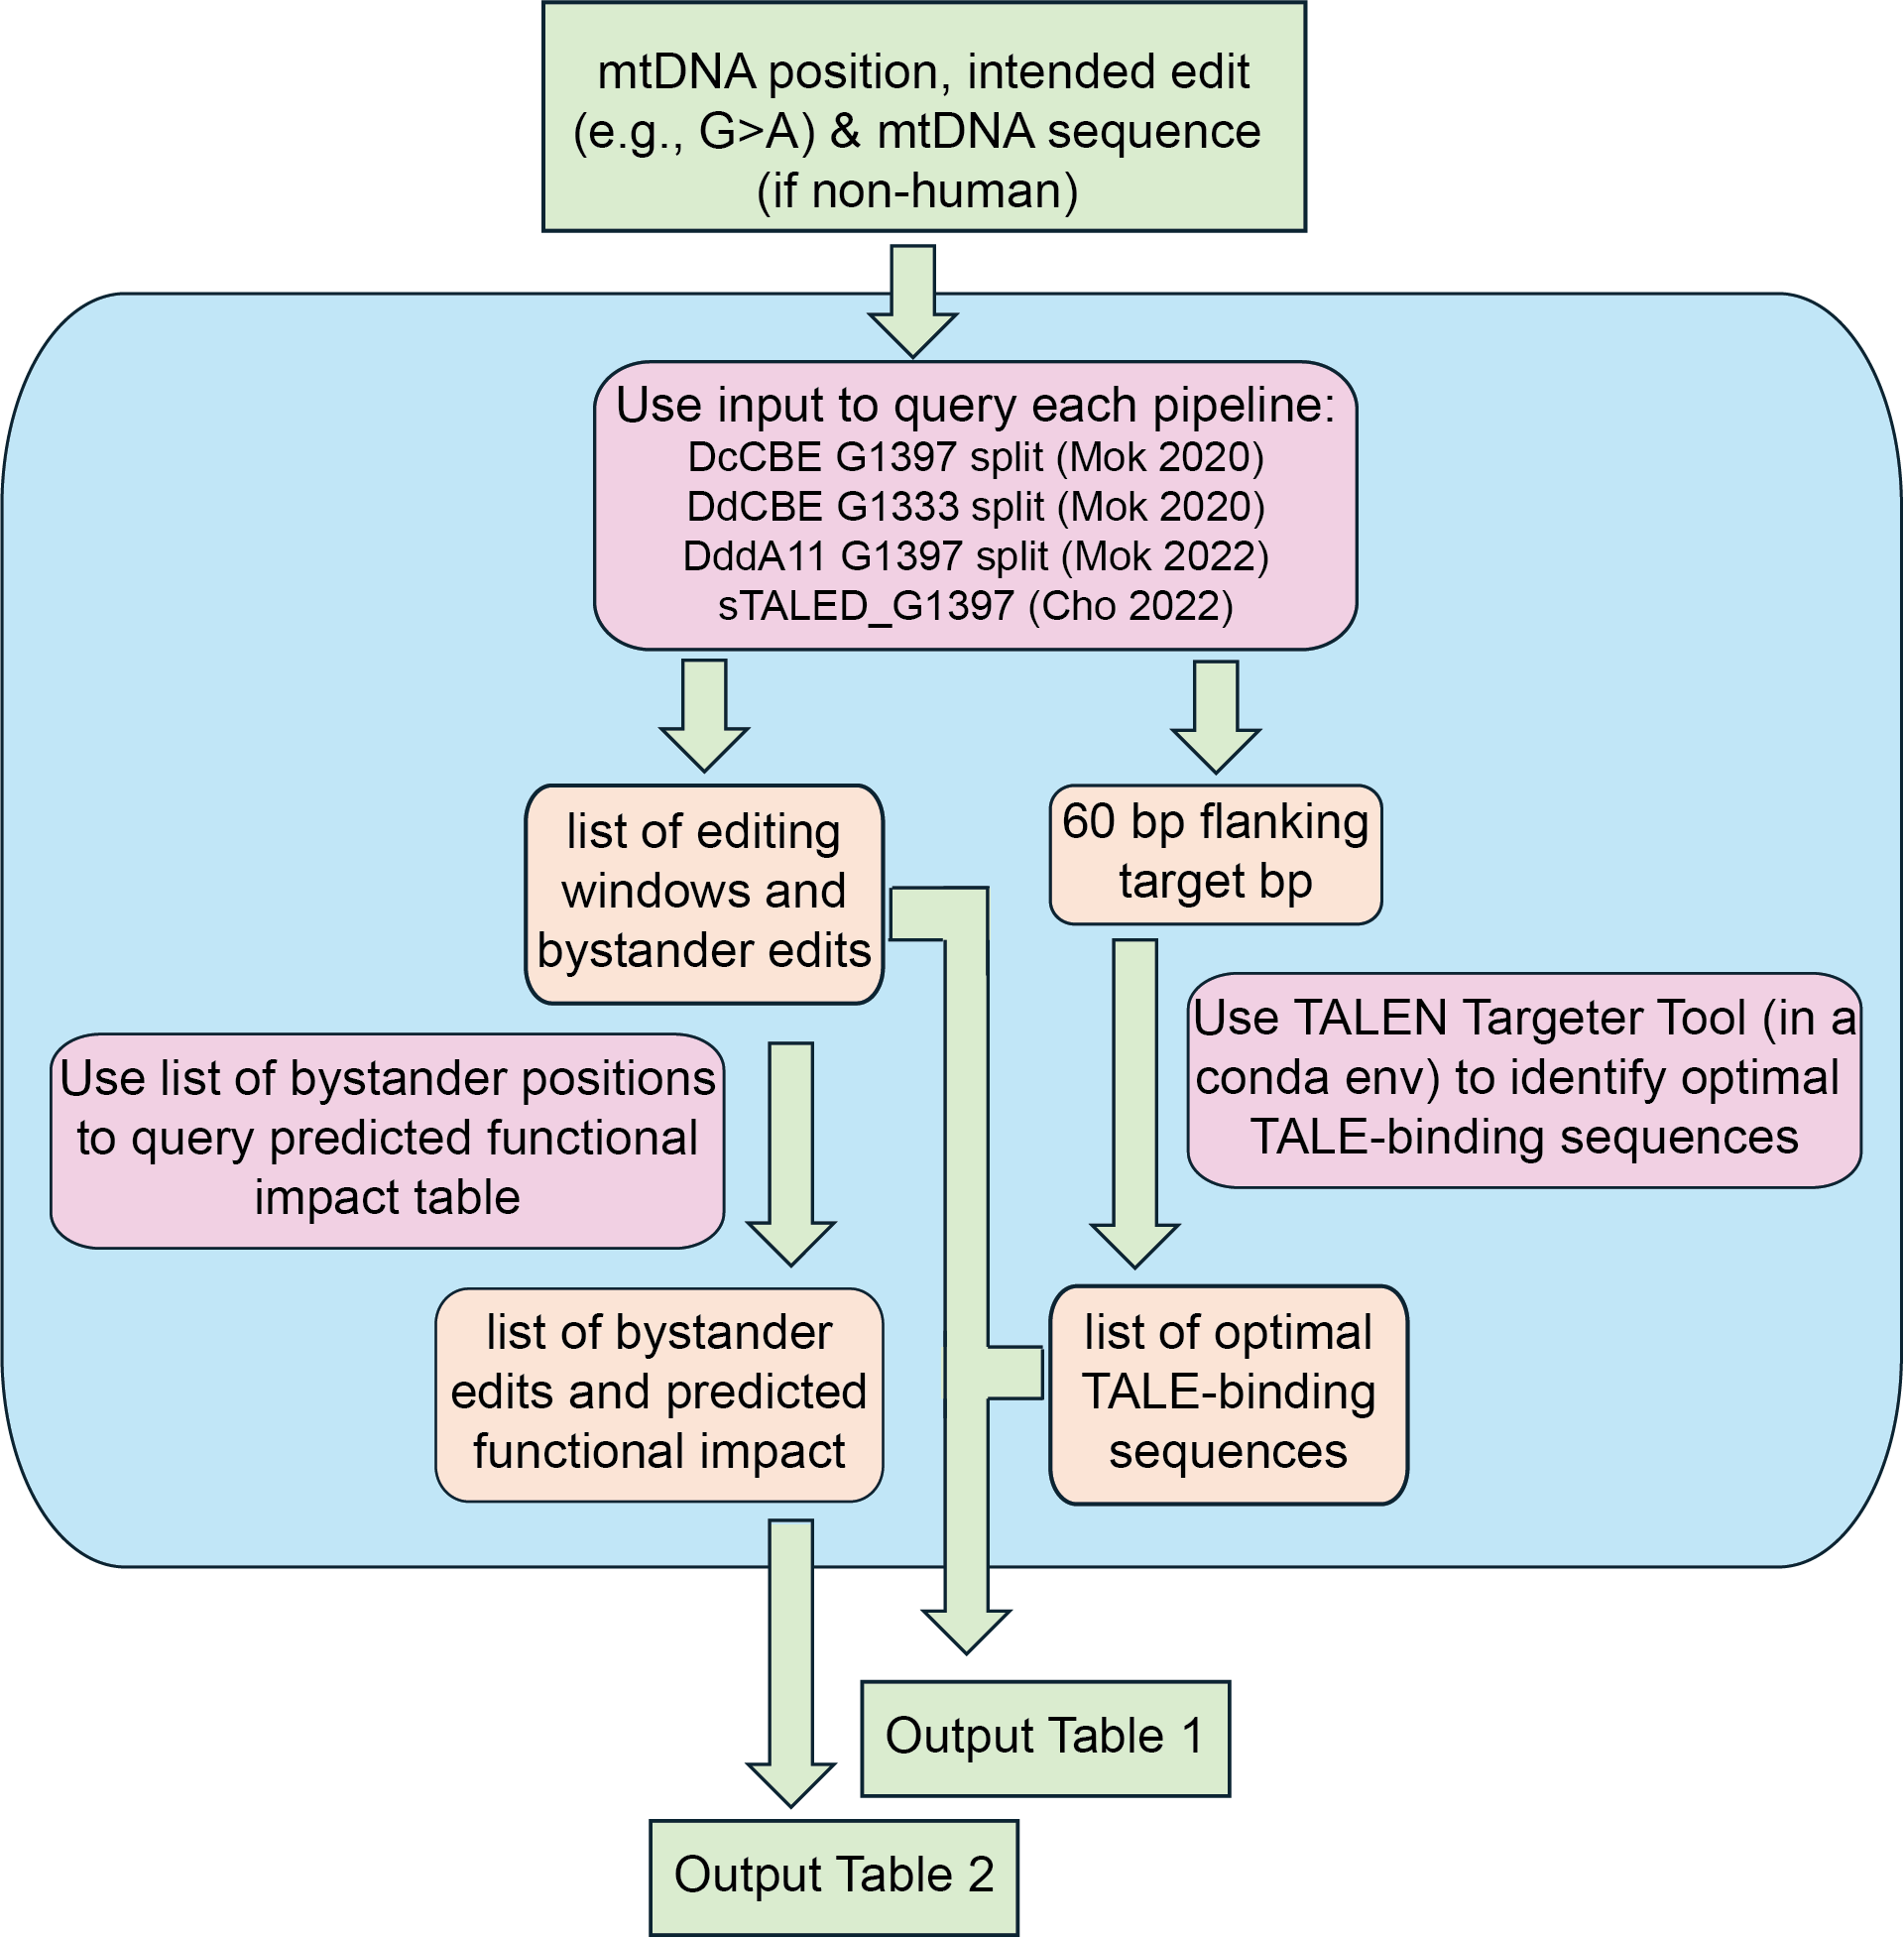 mtDNA position, intended edit
(e.g., G>A) & mtDNA sequence
(if non-human)
Use input to query each pipeline:
DcCBE G1397 split (Mok 2020)
DdCBE G1333 split (Mok 2020)
DddA11 G1397 split (Mok 2022)
sTALED_G1397 (Cho 2022)
list of editing
windows and
bystander edits
60 bp flanking
target bp
Use list of bystander positions
to query predicted functional
impact table
Use TALEN Targeter Tool (in a
conda env) to identify optimal
TALE-binding sequences
list of bystander
edits and predicted
functional impact
list of optimal
TALE-binding
sequences
Output Table 1
Output Table 2